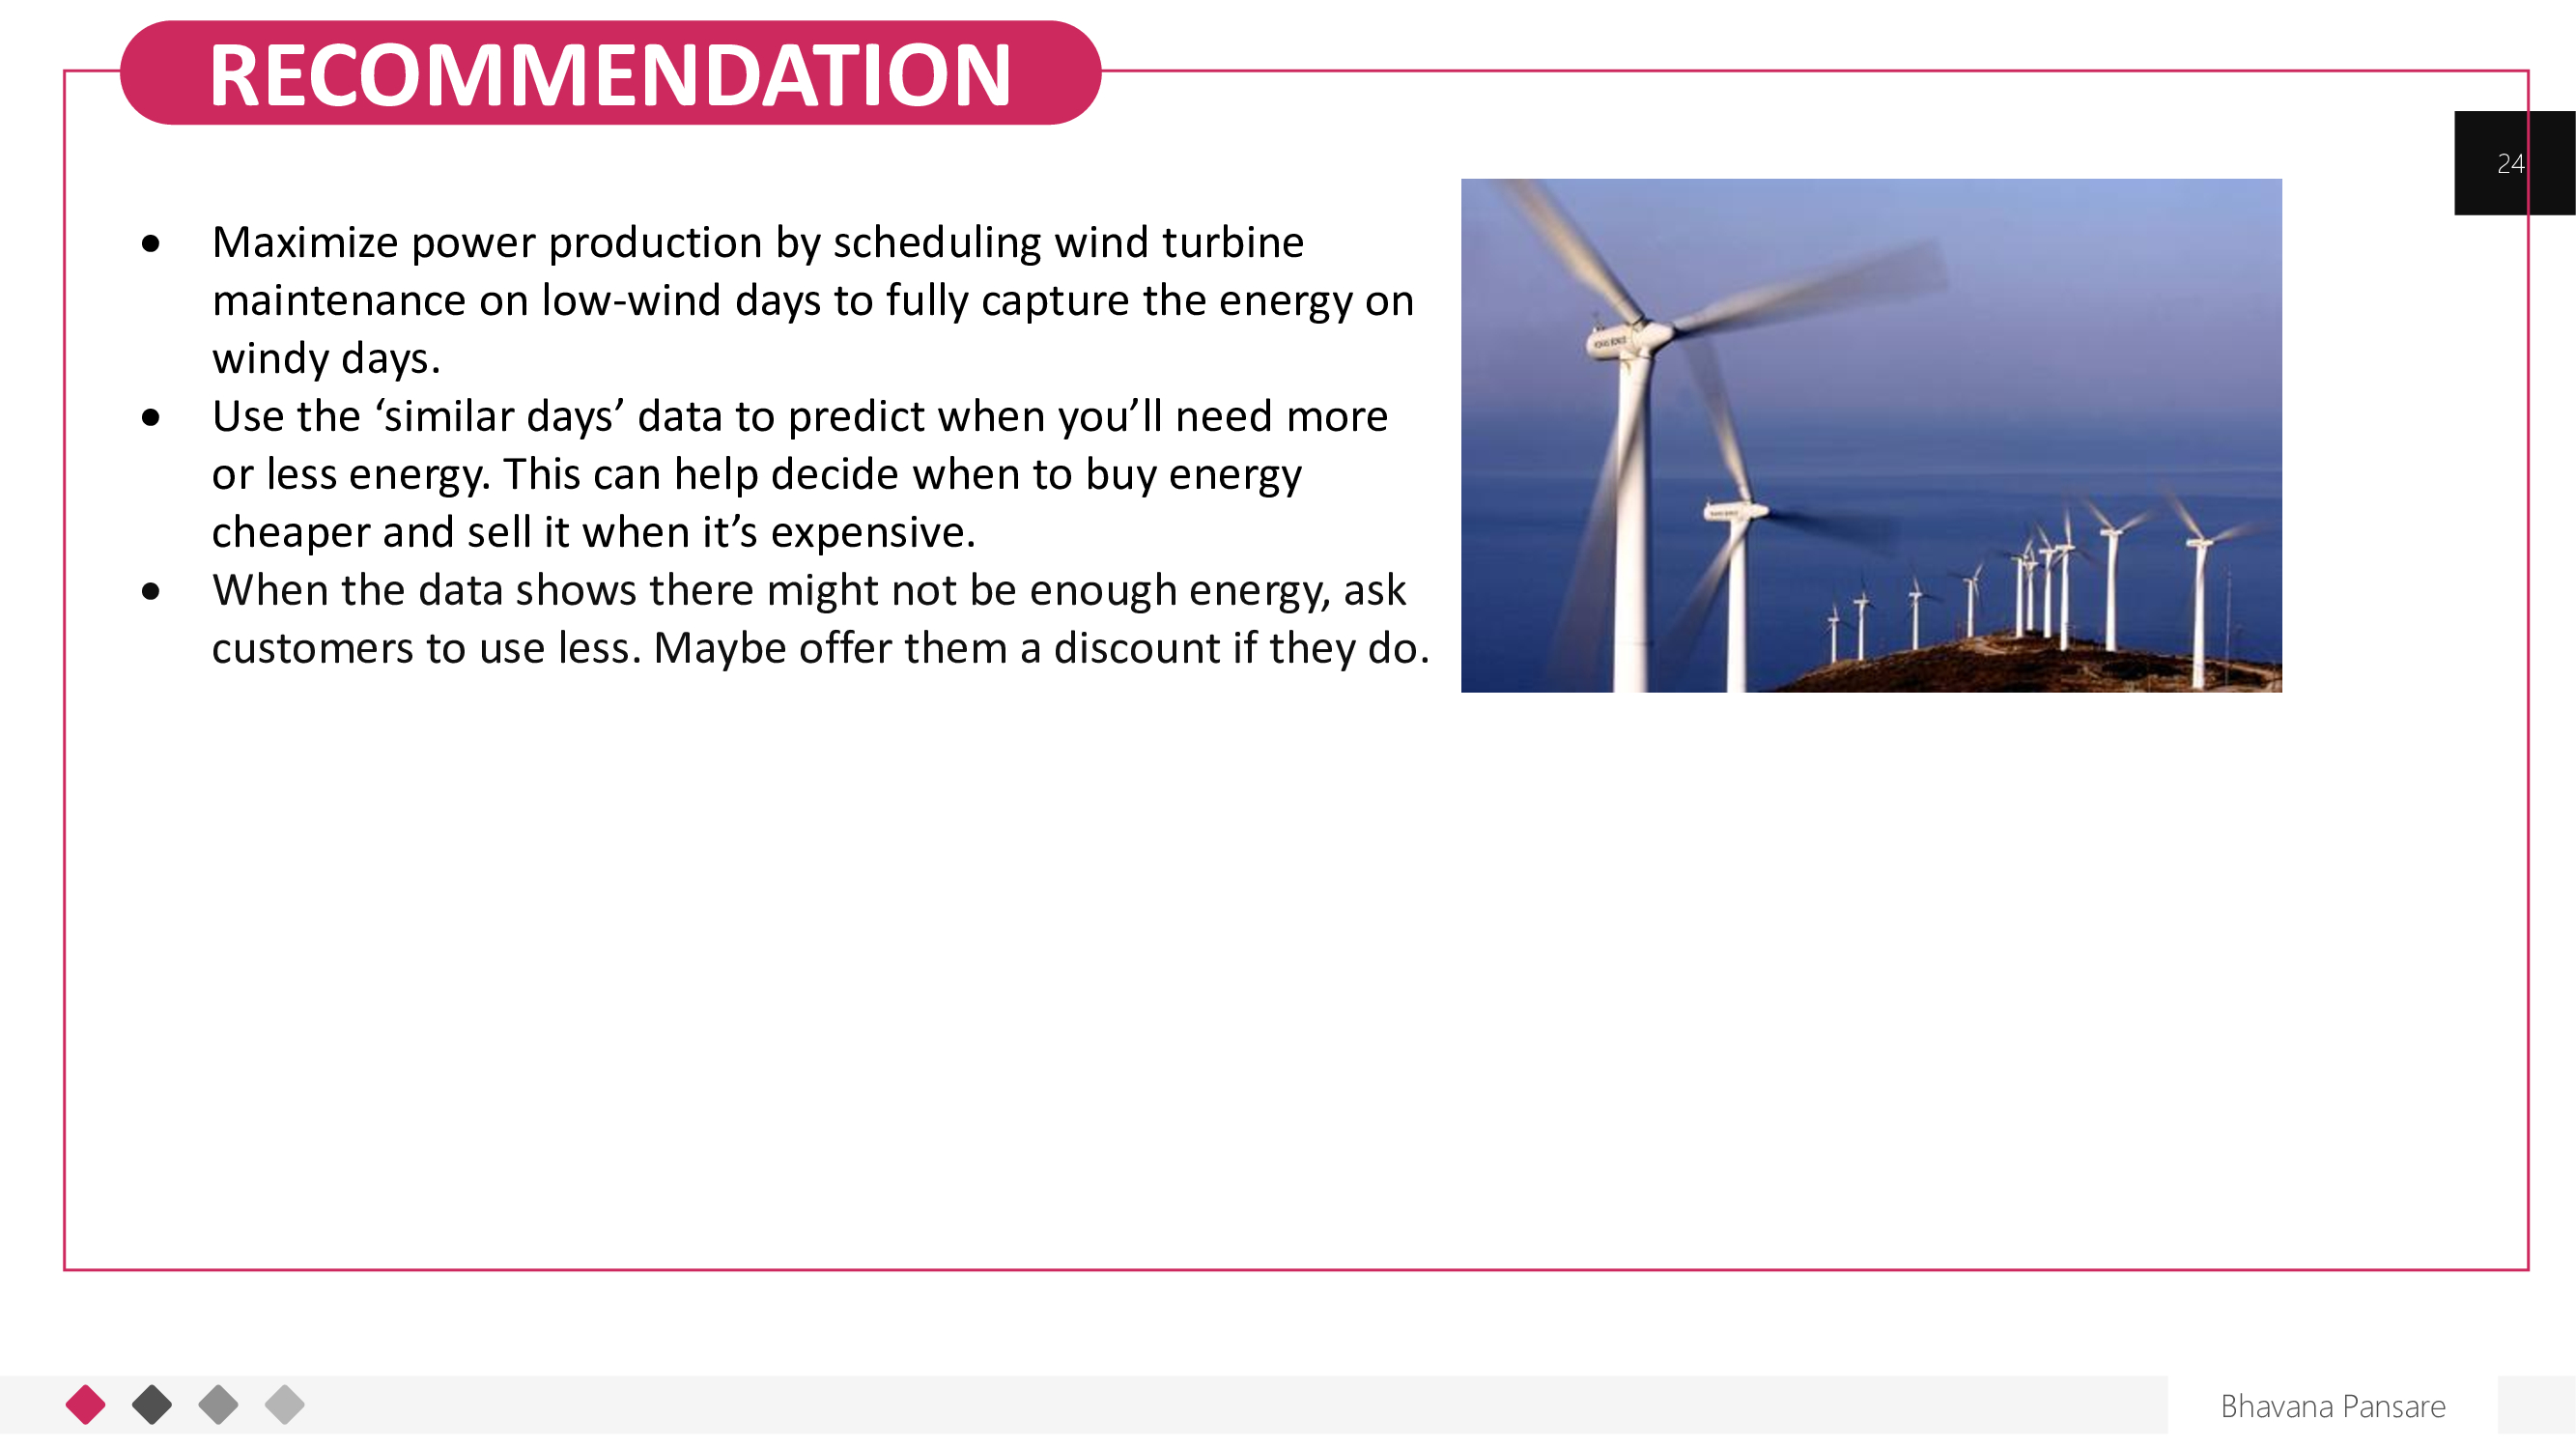 RECOMMENDATION
24
• Maximize power production by scheduling wind turbine
maintenance on low-wind days to fully capture the energy on
windy days.
• Use the ‘similar days’ data to predict when you’ll need more
or less energy. This can help decide when to buy energy
cheaper and sell it when it’s expensive.
• When the data shows there might not be enough energy, ask
customers to use less. Maybe offer them a discount if they do.
Bhavana Pansare